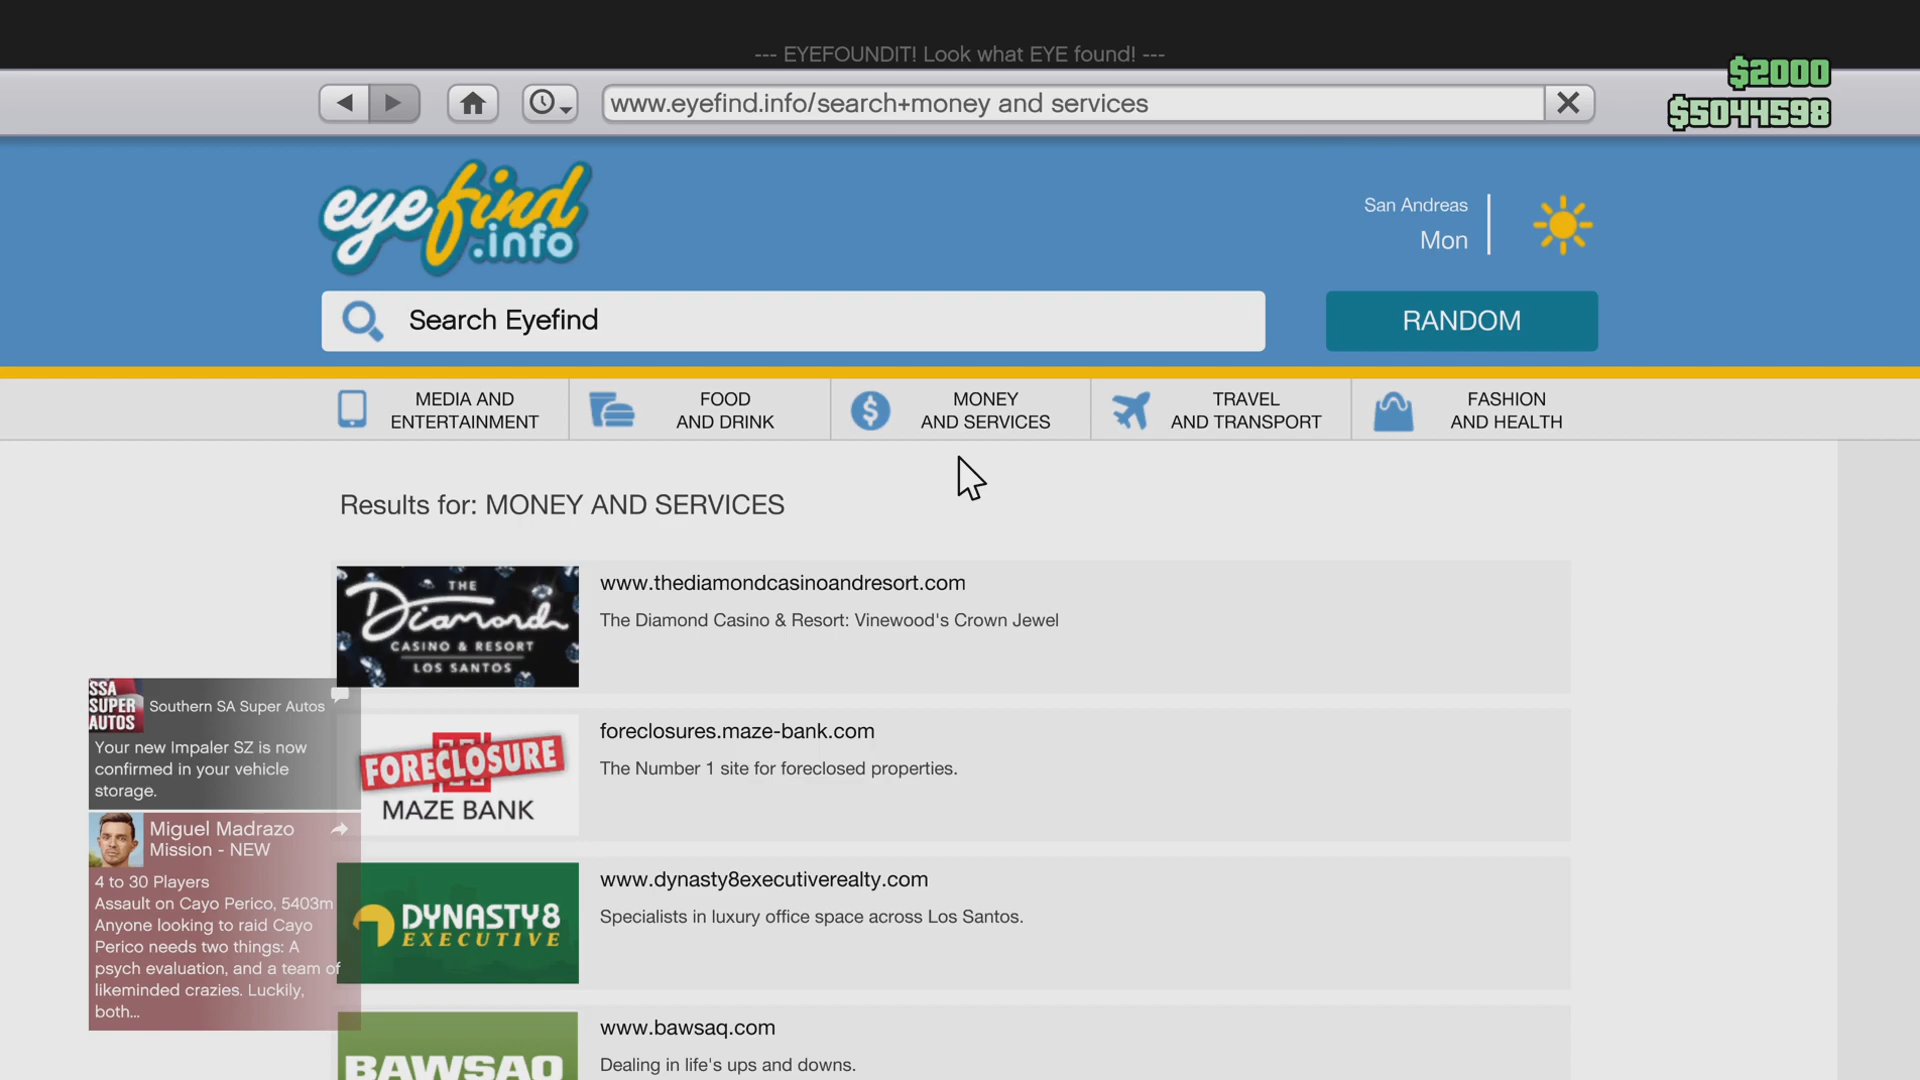 --- EYEFOUNDIT! Look what EYE found! ---
www.eyefind.info/search+money and services
$2000
$5044598
eyefind
.info
San Andreas
Mon
Search Eyefind
RANDOM
MEDIA AND
ENTERTAINMENT
FOOD
AND DRINK
MONEY
AND SERVICES
TRAVEL
AND TRANSPORT
FASHION
AND HEALTH
Results for: MONEY AND SERVICES
THE
Diamond
CASINO & RESORT
LOS SANTOS
www.thediamondcasinoandresort.com
The Diamond Casino & Resort: Vinewood's Crown Jewel
FORECLOSURE
MAZE BANK
foreclosures.maze-bank.com
The Number 1 site for foreclosed properties.
DYNASTY8
EXECUTIVE
www.dynasty8executiverealty.com
Specialists in luxury office space across Los Santos.
BAWSAQ
www.bawsaq.com
Dealing in life's ups and downs.
SSA
SUPER
AUTOS
Southern SA Super Autos
Your new Impaler SZ is now
confirmed in your vehicle
storage.
Miguel Madrazo
Mission - NEW
4 to 30 Players
Assault on Cayo Perico, 5403m
Anyone looking to raid Cayo
Perico needs two things: A
psych evaluation, and a team of
likeminded crazies. Luckily,
both...